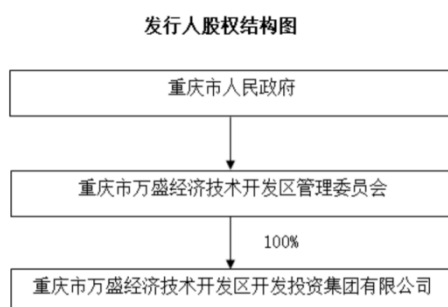 发行人股权结构图
重庆市人民政府
重庆市万盛经济技术开发区管理委员会
100%
重庆市万盛经济技术开发区开发投资集团有限公司